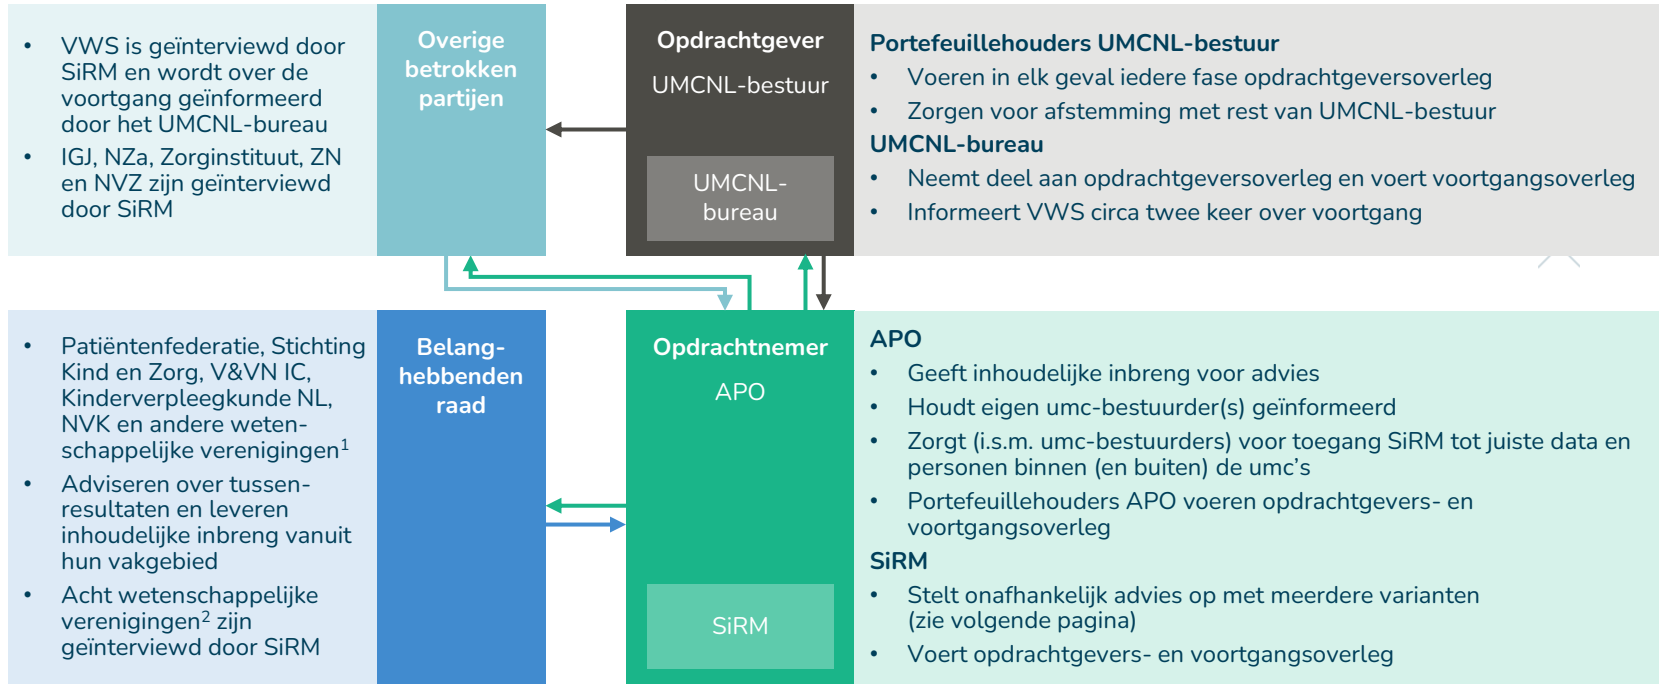 • VWS is geïnterviewd door
SiRM en wordt over de
voortgang geïnformeerd
door het UMCNL-bureau
• IGJ, NZa, Zorginstituut, ZN
en NVZ zijn geïnterviewd
door SiRM
Overige
betrokken
partijen
Opdrachtgever
UMCNL-bestuur
UMCNL-
bureau
Portefeuillehouders UMCNL-bestuur
• Voeren in elk geval iedere fase opdrachtgeversoverleg
• Zorgen voor afstemming met rest van UMCNL-bestuur
UMCNL-bureau
• Neemt deel aan opdrachtgeversoverleg en voert voortgangsoverleg
• Informeert VWS circa twee keer over voortgang
• Patiëntenfederatie, Stichting
Kind en Zorg, V&VN IC,
Kinderverpleegkunde NL,
NVK en andere weten-
schappelijke verenigingen1
• Adviseren over tussen-
resultaten en leveren
inhoudelijke inbreng vanuit
hun vakgebied
• Acht wetenschappelijke
verenigingen2 zijn
geïnterviewd door SiRM
Belang-
hebbenden
raad
Opdrachtnemer
APO
SiRM
APO
• Geeft inhoudelijke inbreng voor advies
• Houdt eigen umc-bestuurder(s) geïnformeerd
• Zorgt (i.s.m. umc-bestuurders) voor toegang SiRM tot juiste data en
personen binnen (en buiten) de umc's
• Portefeuillehouders APO voeren opdrachtgevers- en
voortgangsoverleg
SiRM
• Stelt onafhankelijk advies op met meerdere varianten
(zie volgende pagina)
• Voert opdrachtgevers- en voortgangsoverleg